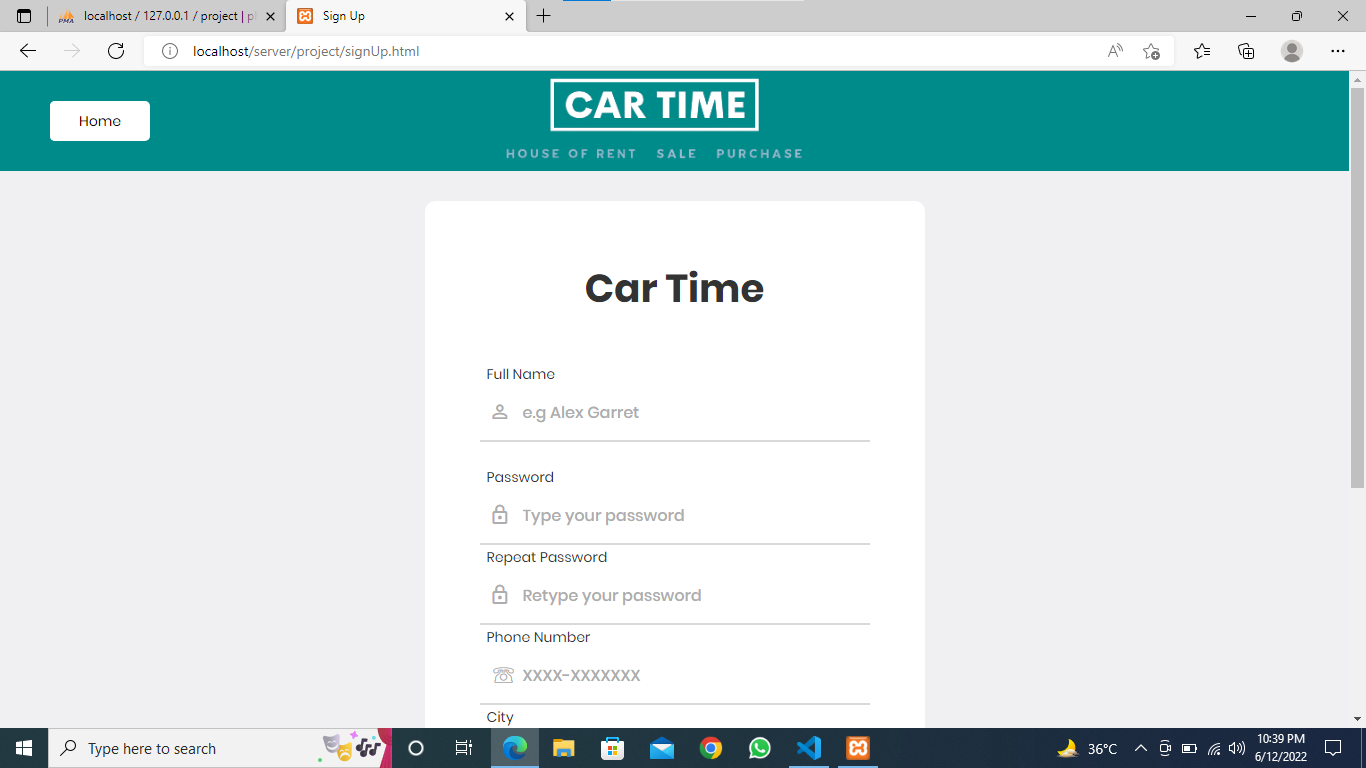 localhost / 127.0.0.1 / project | p
Sign Up
localhost/server/project/signUp.html
Home
CAR TIME
HOUSE OF RENT SALE PURCHASE
Car Time
Full Name
e.g Alex Garret
Password
Type your password
Repeat Password
Retype your password
Phone Number
XXXX-XXXXXXX
City
Type here to search
36°C
10:39 PM
6/12/2022